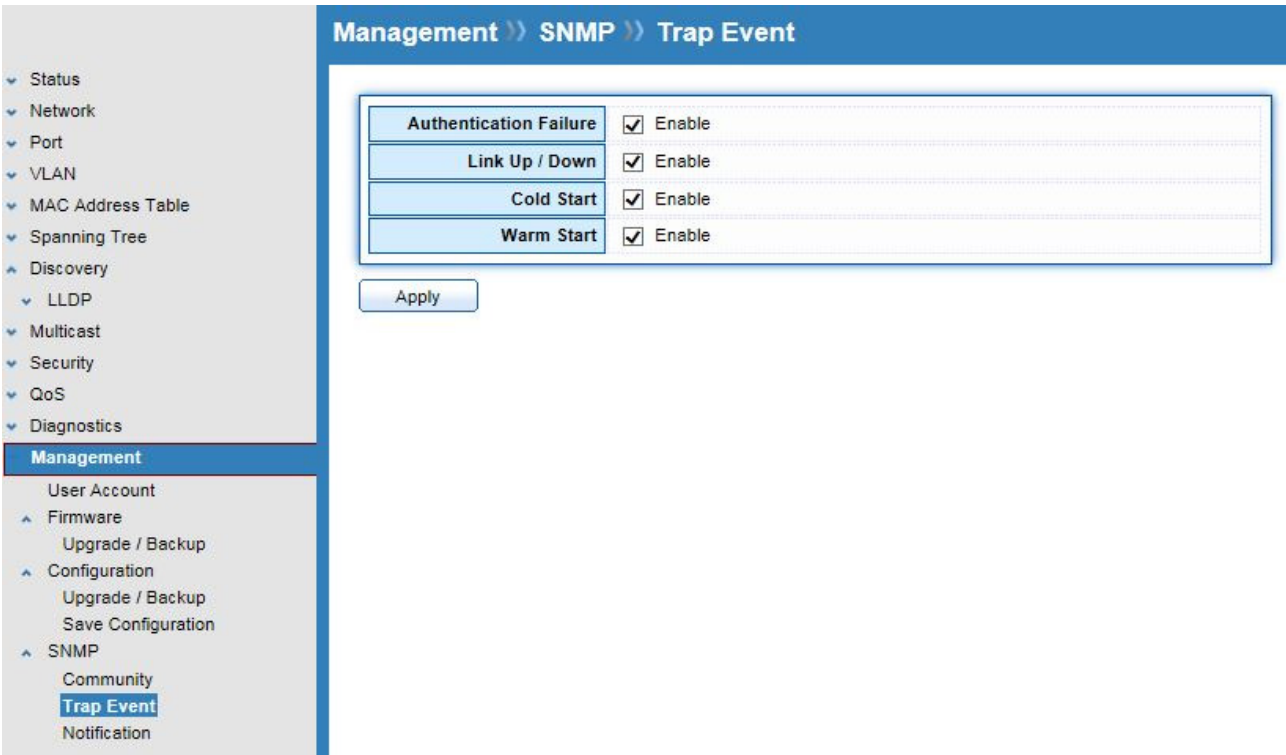 Management » SNMP » Trap Event
Status
Network
Port
VLAN
MAC Address Table
Spanning Tree
Discovery
LLDP
Multicast
Security
QoS
Diagnostics
Management
User Account
Firmware
Upgrade / Backup
Configuration
Upgrade / Backup
Save Configuration
SNMP
Community
Trap Event
Notification
Authentication Failure Enable
Link Up / Down Enable
Cold Start Enable
Warm Start Enable
Apply